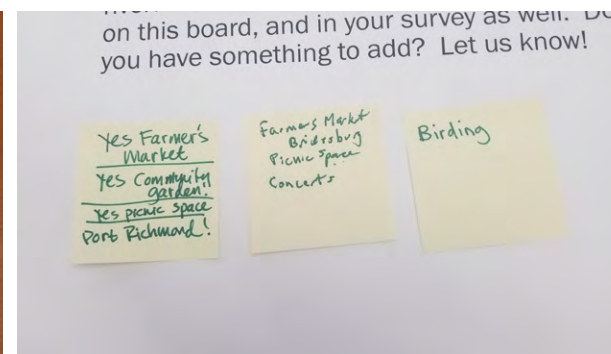 on this board, and in your survey as well.
you have something to add? Let us know!
Yes Farmer's
Market
Yes Community
garden!
Yes picnic space
Port Richmond!
Farmers Market
Picnic Space
Concerts
Birding